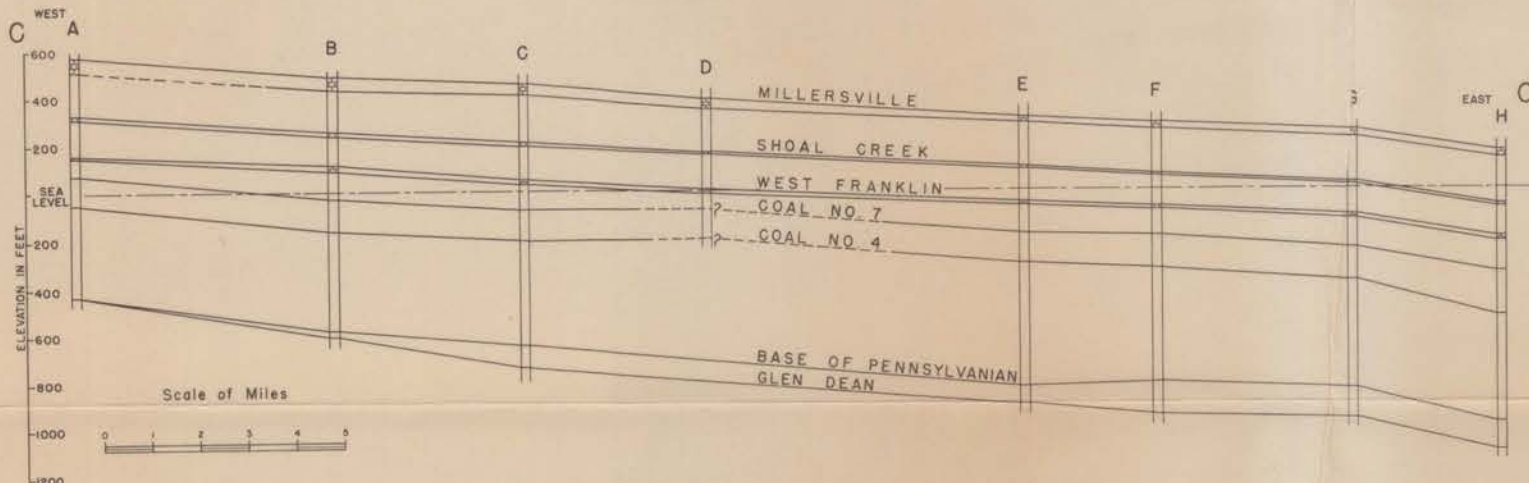 WEST
C A
B
C
D
E
F
EAST
H
600
400
200
SEA LEVEL
200
400
600
800
1000
1200
ELEVATION IN FEET
MILLERSVILLE
SHOAL CREEK
WEST FRANKLIN
COAL NO 7
?
COAL NO 4
?
BASE OF PENNSYLVANIAN
GLEN DEAN
Scale of Miles
0 1 2 3 4 5